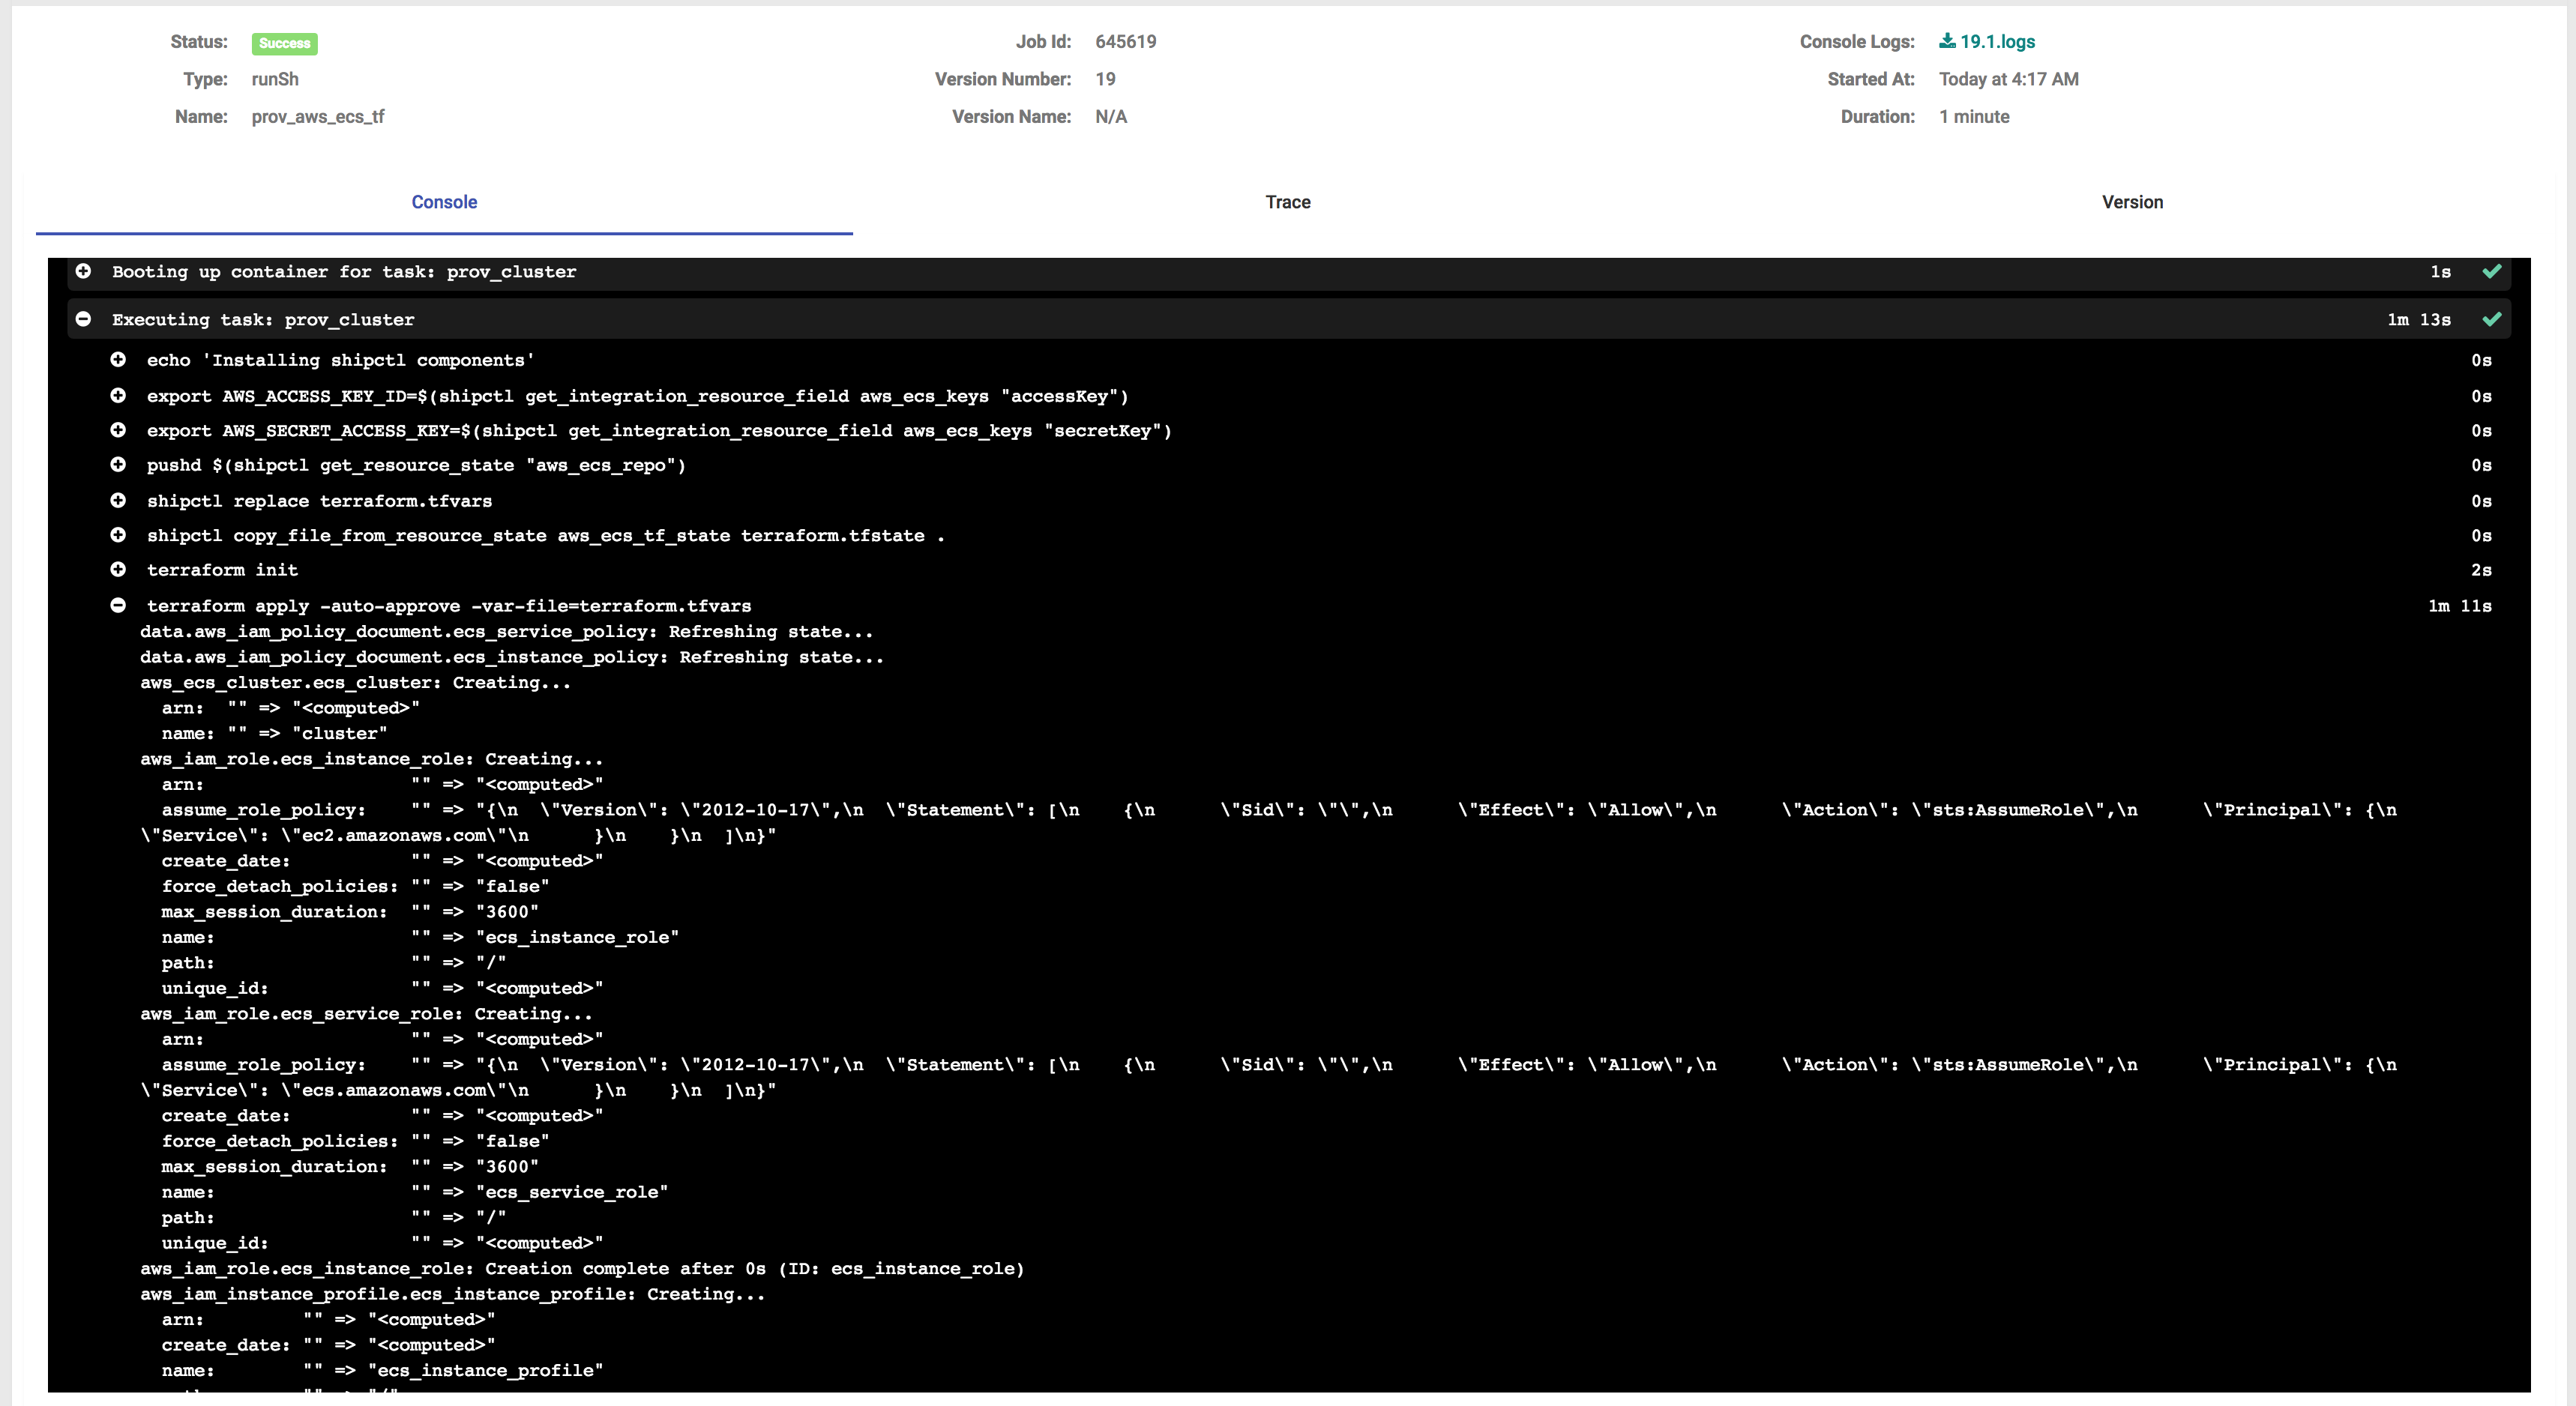 Status: Success Job Id: 645619 Console Logs: 19.1.logs
Type: runSh Version Number: 19 Started At: Today at 4:17 AM
Name: prov_aws_ecs_tf Version Name: N/A Duration: 1 minute
Console Trace Version
Booting up container for task: prov_cluster 1s
Executing task: prov_cluster 1m 13s
echo 'Installing shipctl components' 0s
export AWS_ACCESS_KEY_ID=$(shipctl get_integration_resource_field aws_ecs_keys "accessKey") 0s
export AWS_SECRET_ACCESS_KEY=$(shipctl get_integration_resource_field aws_ecs_keys "secretKey") 0s
pushd $(shipctl get_resource_state "aws_ecs_repo") 0s
shipctl replace terraform.tfvars 0s
shipctl copy_file_from_resource_state aws_ecs_tf_state terraform.tfstate . 0s
terraform init 2s
terraform apply -auto-approve -var-file=terraform.tfvars 1m 11s
data.aws_iam_policy_document.ecs_service_policy: Refreshing state...
data.aws_iam_policy_document.ecs_instance_policy: Refreshing state...
aws_ecs_cluster.ecs_cluster: Creating...
arn: "" => "<computed>"
name: "" => "cluster"
aws_iam_role.ecs_instance_role: Creating...
arn: "" => "<computed>"
assume_role_policy: "" => "{\n \"Version\": \"2012-10-17\",\n \"Statement\": [\n {\n \"Sid\": \"\",\n \"Effect\": \"Allow\",\n \"Action\": \"sts:AssumeRole\",\n \"Principal\": {\n
\"Service\": \"ec2.amazonaws.com\"\n }\n }\n ]\n}"
create_date: "" => "<computed>"
force_detach_policies: "" => "false"
max_session_duration: "" => "3600"
name: "" => "ecs_instance_role"
path: "" => "/"
unique_id: "" => "<computed>"
aws_iam_role.ecs_service_role: Creating...
arn: "" => "<computed>"
assume_role_policy: "" => "{\n \"Version\": \"2012-10-17\",\n \"Statement\": [\n {\n \"Sid\": \"\",\n \"Effect\": \"Allow\",\n \"Action\": \"sts:AssumeRole\",\n \"Principal\": {\n
\"Service\": \"ecs.amazonaws.com\"\n }\n }\n ]\n}"
create_date: "" => "<computed>"
force_detach_policies: "" => "false"
max_session_duration: "" => "3600"
name: "" => "ecs_service_role"
path: "" => "/"
unique_id: "" => "<computed>"
aws_iam_role.ecs_instance_role: Creation complete after 0s (ID: ecs_instance_role)
aws_iam_instance_profile.ecs_instance_profile: Creating...
arn: "" => "<computed>"
create_date: "" => "<computed>"
name: "" => "ecs_instance_profile"